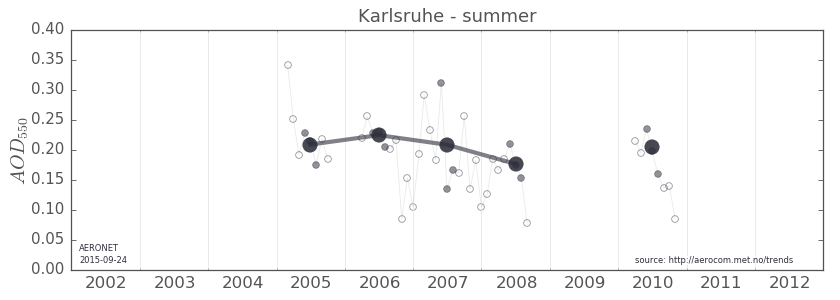 Karlsruhe - summer
0.40
0.35
0.30
0.25
0.20
0.15
0.10
0.05
0.00
AOD550
AERONET
2015-09-24
source: http://aerocom.met.no/trends
2002 2003 2004 2005 2006 2007 2008 2009 2010 2011 2012